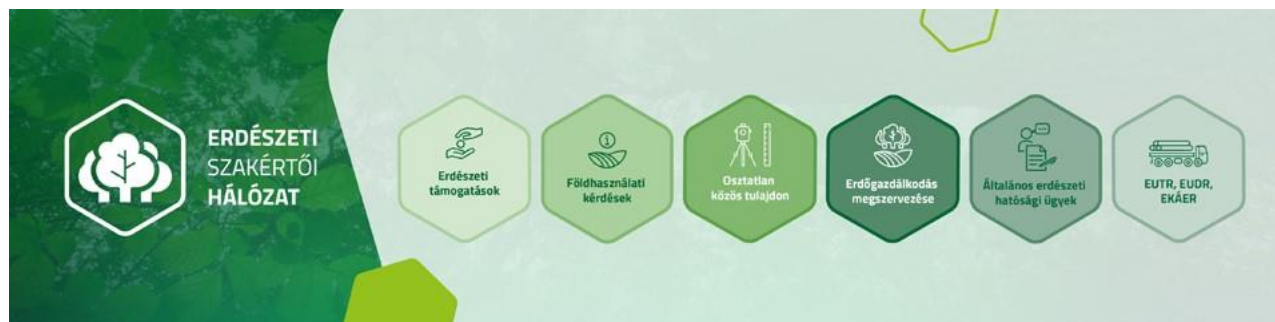 ERDÉSZETI
SZAKÉRTŐI
HÁLÓZAT
Erdészeti
támogatások
Földhasználati
kérdések
Osztatlan
közös tulajdon
Erdőgazdálkodás
megszervezése
Általános erdészeti
hatósági ügyek
EUTR, EUDR,
EKÁER